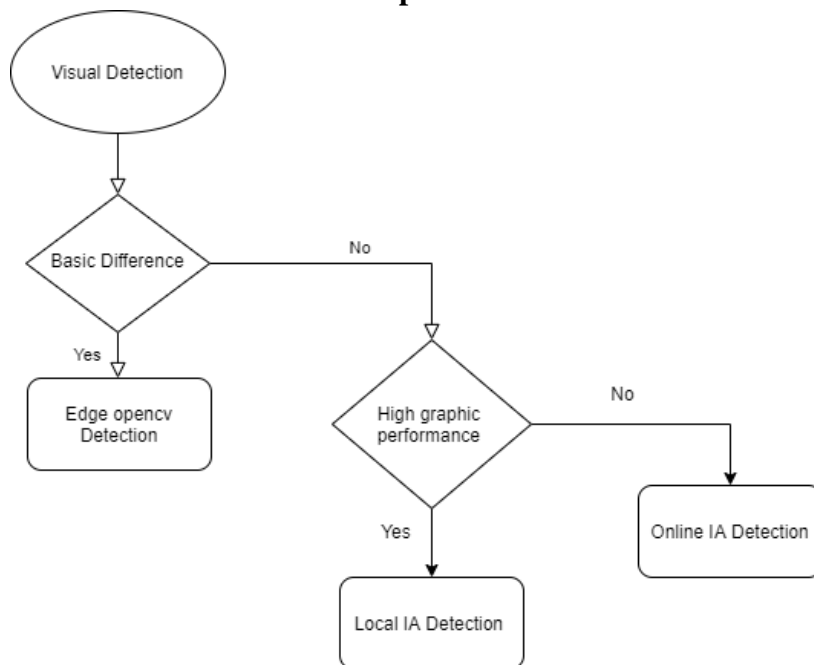 Visual Detection
Basic Difference
No
Yes
Edge opencv
Detection
High graphic
performance
No
Yes
Online IA Detection
Local IA Detection